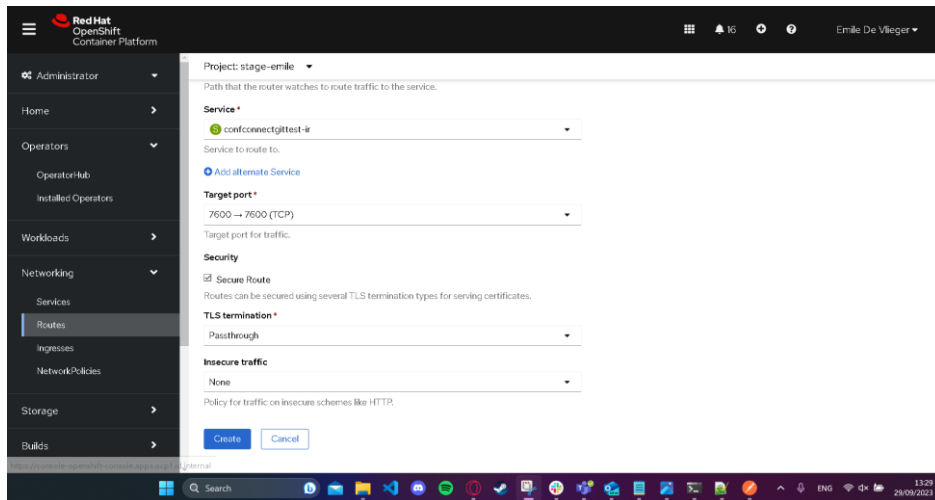 Red Hat
OpenShift
Container Platform
16
Emile De Vlieger
Administrator
Home
Operators
OperatorHub
Installed Operators
Workloads
Networking
Services
Routes
Ingresses
NetworkPolicies
Storage
Builds
Project: stage-emile
Path that the router watches to route traffic to the service.
Service *
S confconnectgittest-ir
Service to route to.
Add alternate Service
Target port *
7600 → 7600 (TCP)
Target port for traffic.
Security
Secure Route
Routes can be secured using several TLS termination types for serving certificates.
TLS termination *
Passthrough
Insecure traffic
None
Policy for traffic on insecure schemes like HTTP.
Create Cancel
Search
ENG
13:29
29/09/2023